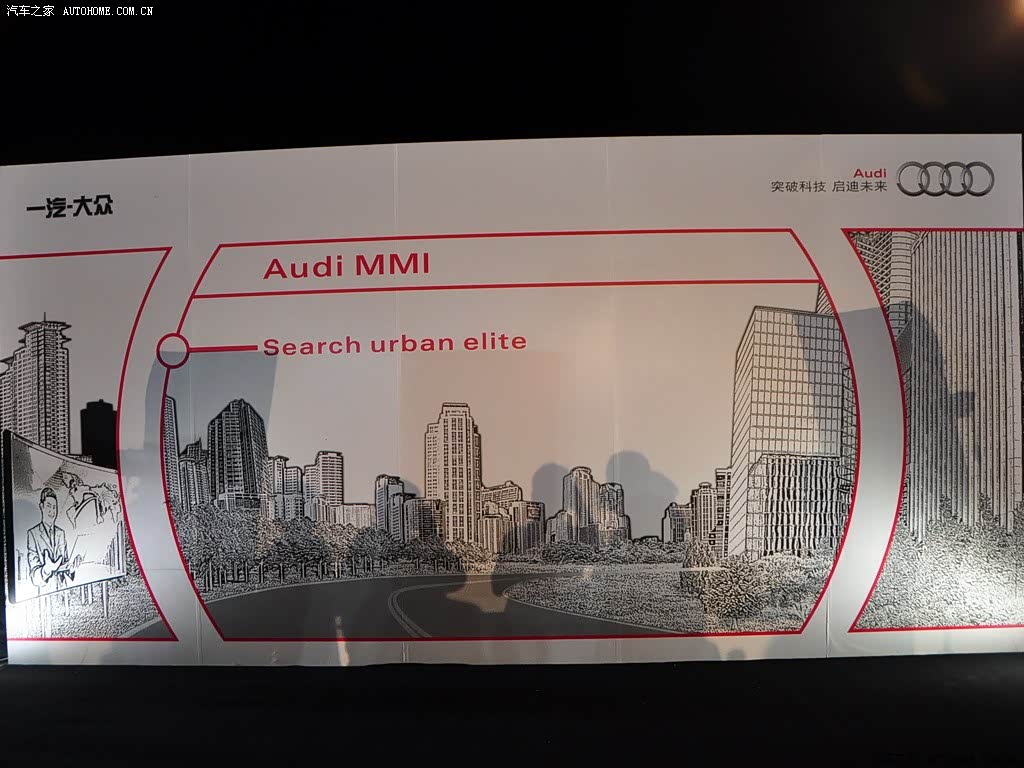 汽车之家 AUTOHOME.COM.CN
一汽-大众
Audi
突破科技 启迪未来
Audi MMI
Search urban elite